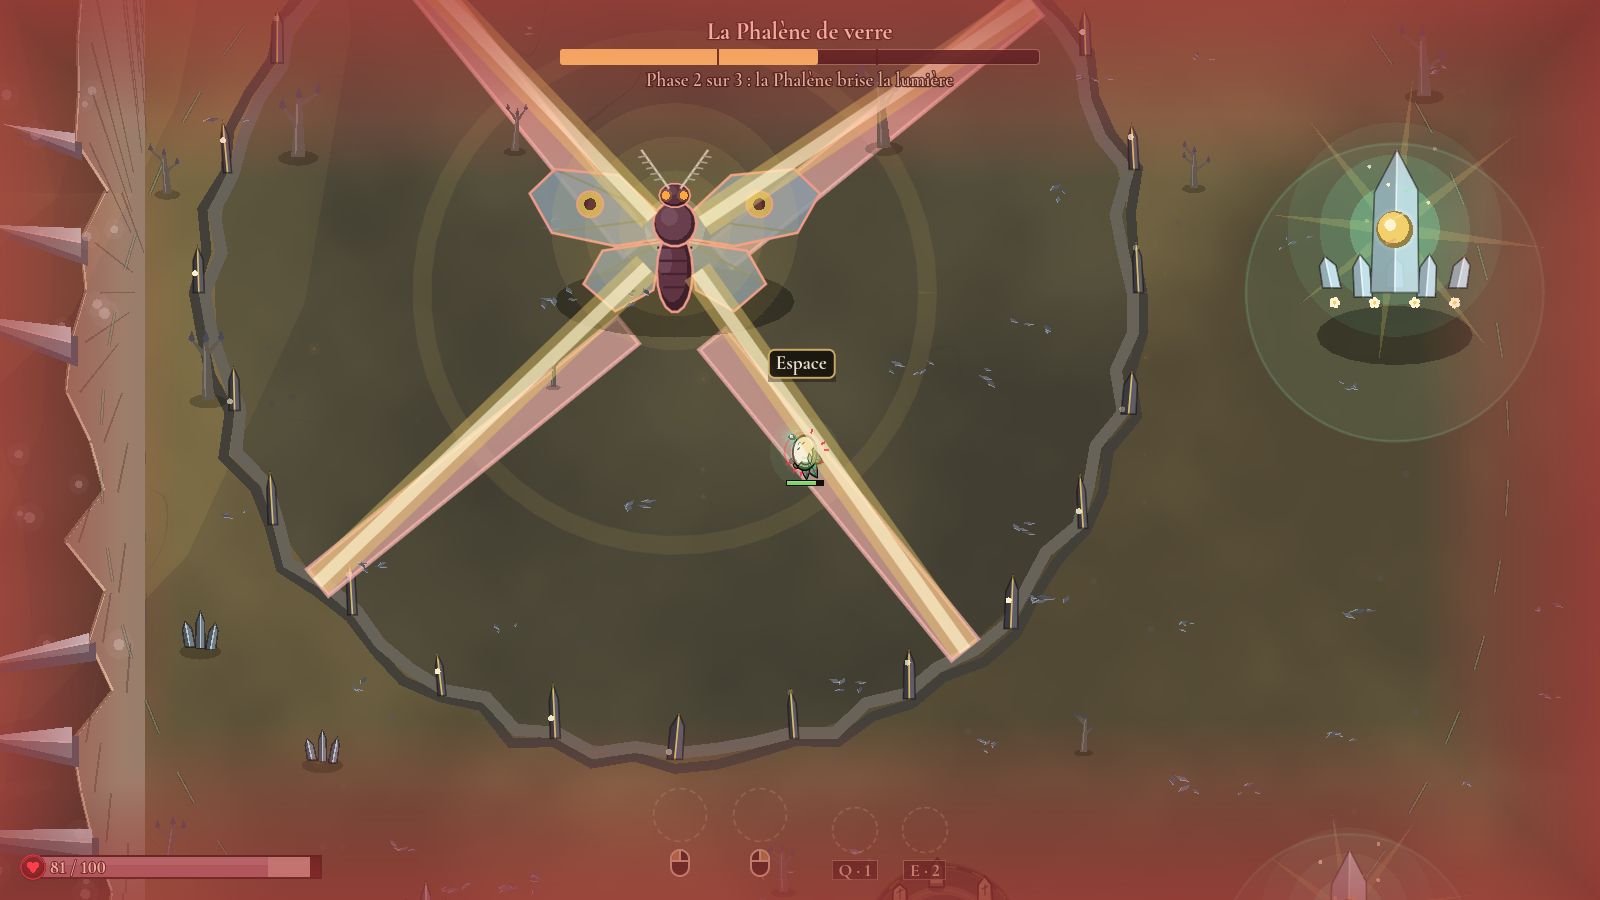 La Phalène de verre
Phase 2 sur 3 : la Phalène brise la lumière
Espace
81 / 100
Q · 1
E · 2